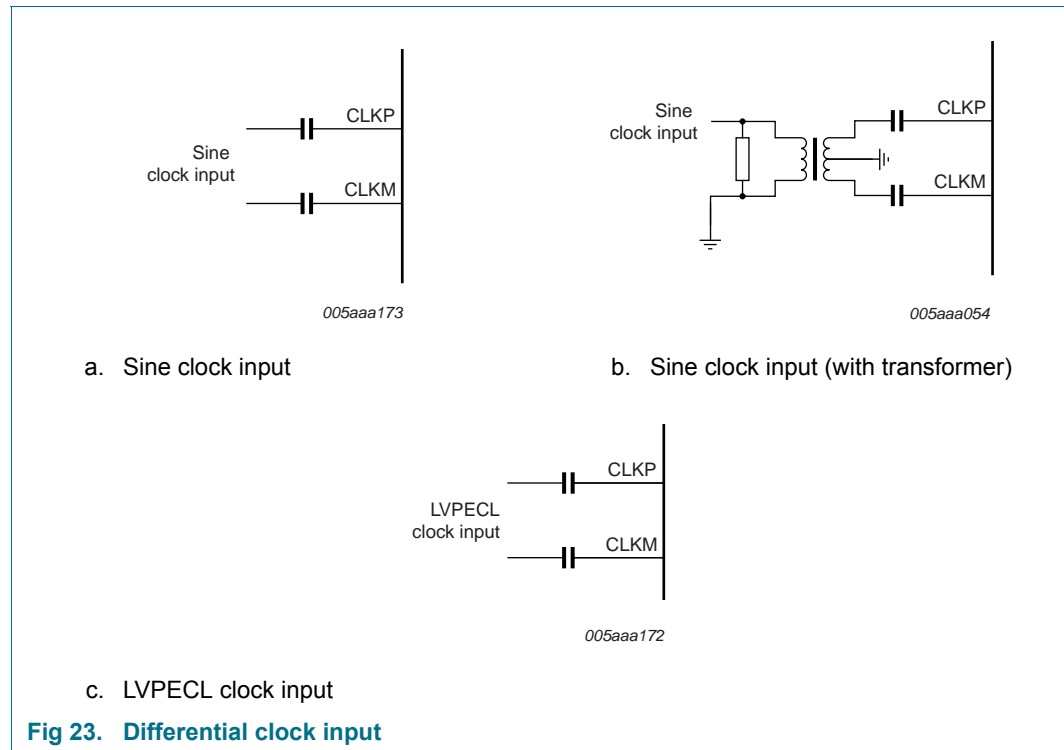 Sine
clock input
CLKP
CLKM
005aaa173
a. Sine clock input
Sine
clock input
CLKP
CLKM
005aaa054
b. Sine clock input (with transformer)
LVPECL
clock input
CLKP
CLKM
005aaa172
c. LVPECL clock input
Fig 23. Differential clock input